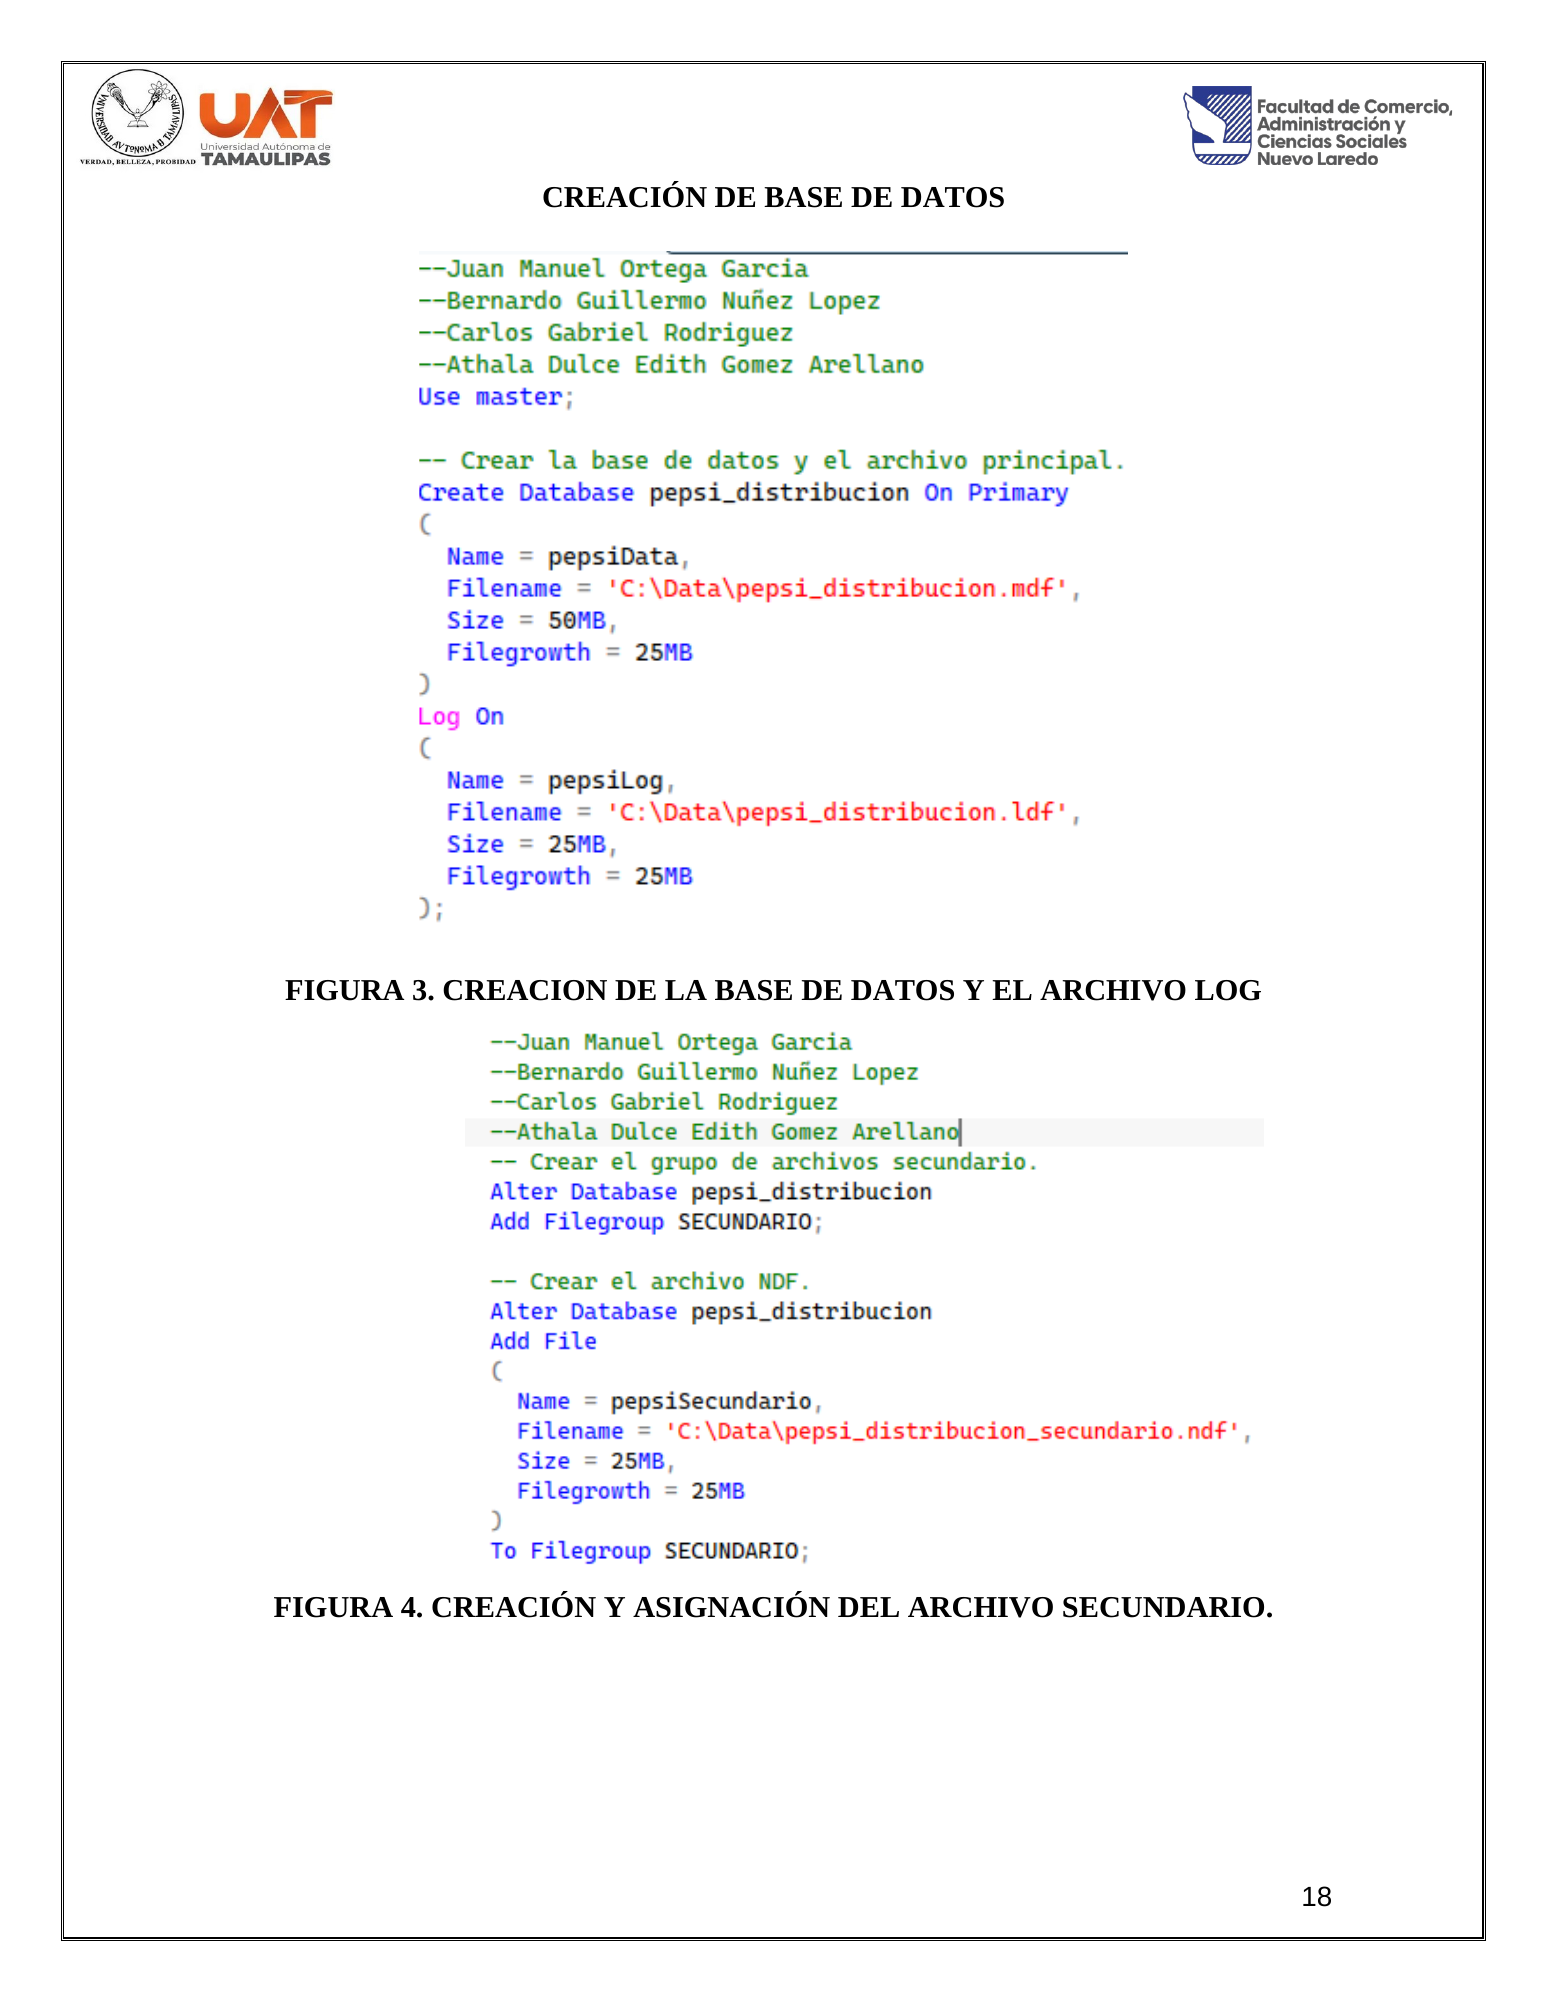 VNIVERSIDAD AVTONOMA D TAMAVLIPAS
VERDAD, BELLEZA, PROBIDAD
UAT
Universidad Autónoma de
TAMAULIPAS
Facultad de Comercio,
Administración y
Ciencias Sociales
Nuevo Laredo
CREACIÓN DE BASE DE DATOS
--Juan Manuel Ortega Garcia
--Bernardo Guillermo Nuñez Lopez
--Carlos Gabriel Rodriguez
--Athala Dulce Edith Gomez Arellano
Use master;
-- Crear la base de datos y el archivo principal.
Create Database pepsi_distribucion On Primary
(
Name = pepsiData,
Filename = 'C:\Data\pepsi_distribucion.mdf',
Size = 50MB,
Filegrowth = 25MB
)
Log On
(
Name = pepsiLog,
Filename = 'C:\Data\pepsi_distribucion.ldf',
Size = 25MB,
Filegrowth = 25MB
);
FIGURA 3. CREACION DE LA BASE DE DATOS Y EL ARCHIVO LOG
--Juan Manuel Ortega Garcia
--Bernardo Guillermo Nuñez Lopez
--Carlos Gabriel Rodriguez
--Athala Dulce Edith Gomez Arellano
-- Crear el grupo de archivos secundario.
Alter Database pepsi_distribucion
Add Filegroup SECUNDARIO;
-- Crear el archivo NDF.
Alter Database pepsi_distribucion
Add File
(
Name = pepsiSecundario,
Filename = 'C:\Data\pepsi_distribucion_secundario.ndf',
Size = 25MB,
Filegrowth = 25MB
)
To Filegroup SECUNDARIO;
FIGURA 4. CREACIÓN Y ASIGNACIÓN DEL ARCHIVO SECUNDARIO.
18